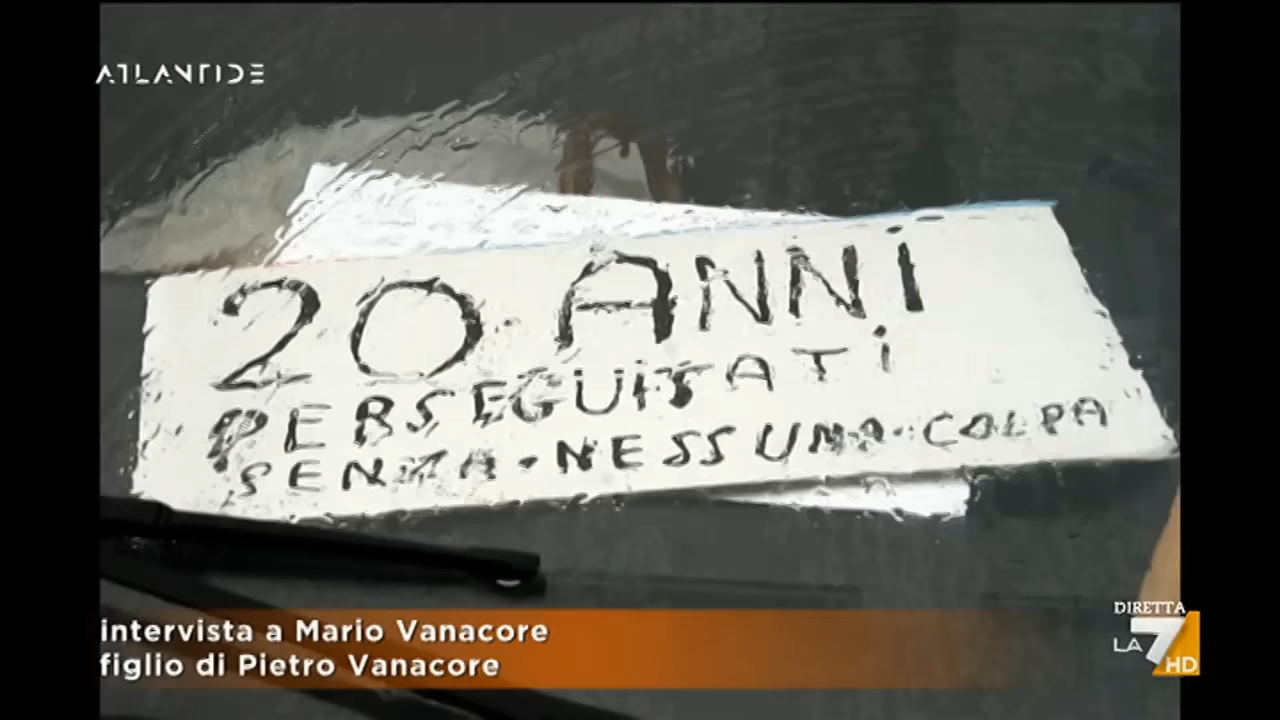 ATLANTIDE
20 ANNi
PERSEGUiTATi
SENZA·NESSUNA·COLPA
intervista a Mario Vanacore
figlio di Pietro Vanacore
DIRETTA
LA7
HD